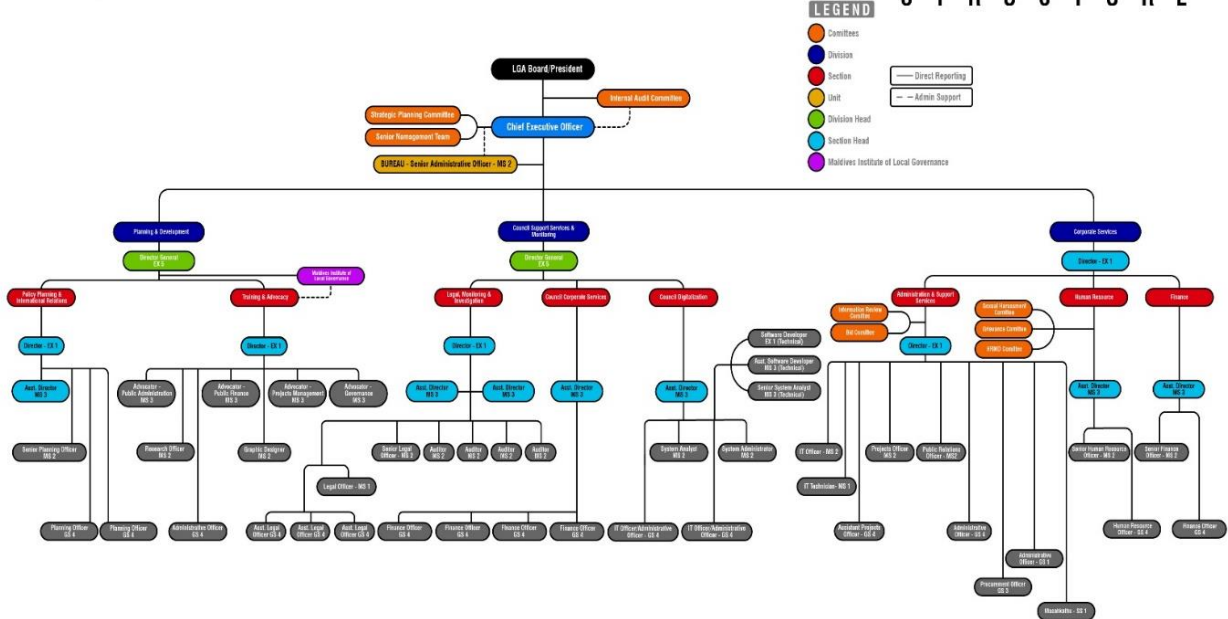 STRUCTURE
LEGEND
Comittees
Division
Section
Unit
Division Head
Section Head
Maldives Institute of Local Governance
Direct Reporting
Admin Support
LGA Board/President
Internal Audit Committee
Strategic Planning Committee
Senior Management Team
Chief Executive Officer
BUREAU - Senior Administrative Officer - MS 2
Planning & Development
Council Support Services &
Monitoring
Corporate Services
Director General
EX 5
Director General
EX 5
Director - EX 1
Maldives Institute of
Local Governance
Policy Planning &
International Relations
Training & Advocacy
Legal, Monitoring &
Investigation
Council Corporate Services
Council Digitalization
Information Review
Comittee
Bid Comittee
Administration & Support
Services
Sexual Harassment
Comittee
Grievance Comittee
Human Resource
Finance
Director - EX 1
Director - EX 1
Director - EX 1
Director - EX 1
Software Developer
EX 1 (Technical)
Asst. Software Developer
MS 3 (Technical)
Senior System Analyst
MS 3 (Technical)
Asst. Director
MS 3
Advocator -
Public Administration
MS 3
Advocator -
Public Finance
MS 3
Advocator -
Projects Management
MS 3
Advocator -
Governance
MS 3
Asst. Director
MS 3
Asst. Director
MS 3
Asst. Director
MS 3
Asst. Director
MS 3
Asst. Director
MS 3
Asst. Director
MS 3
Senior Planning Officer
MS 2
Research Officer
MS 2
Graphic Designer
MS 2
Senior Legal
Officer - MS 2
Auditor
MS 2
Auditor
MS 2
Auditor
MS 2
Auditor
MS 2
System Analyst
MS 2
System Administrator
MS 2
IT Officer - MS 2
Projects Officer
MS 2
Public Relations
Officer - MS2
Senior Human Resource
Officer - MS 2
Senior Finance
Officer - MS 2
Legal Officer - MS 1
IT Technician - MS 1
Planning Officer
GS 4
Planning Officer
GS 4
Administrative Officer
GS 4
Asst. Legal
Officer GS 4
Asst. Legal
Officer GS 4
Asst. Legal
Officer GS 4
Finance Officer
GS 4
Finance Officer
GS 4
Finance Officer
GS 4
Finance Officer
GS 4
IT Officer/Administrative
Officer - GS 4
IT Officer/Administrative
Officer - GS 4
Assistant Projects
Officer - GS 4
Administrative
Officer - GS 4
Human Resource
Officer - GS 4
Finance Officer
GS 4
Administrative
Procurement Officer
GS 3